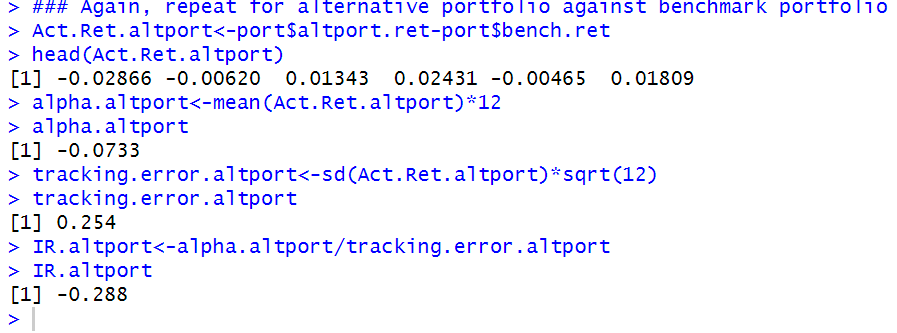 > ### Again, repeat for alternative portfolio against benchmark portfolio
> Act.Ret.altport<-port$altport.ret-port$bench.ret
> head(Act.Ret.altport)
[1] -0.02866 -0.00620  0.01343  0.02431 -0.00465  0.01809
> alpha.altport<-mean(Act.Ret.altport)*12
> alpha.altport
[1] -0.0733
> tracking.error.altport<-sd(Act.Ret.altport)*sqrt(12)
> tracking.error.altport
[1] 0.254
> IR.altport<-alpha.altport/tracking.error.altport
> IR.altport
[1] -0.288
>